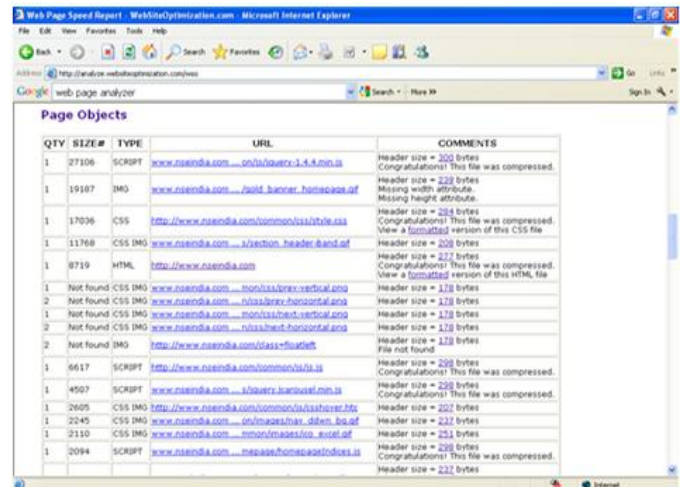 Web Page Speed Report - WebSiteOptimization.com - Microsoft Internet Explorer
File Edit View Favorites Tools Help
Back Search Favorites
Address http://analyze.websiteoptimization.com/wso Go Links
Google web page analyzer Search More Sign In
Page Objects
QTY SIZE# TYPE URL COMMENTS
1 27106 SCRIPT www.nseindia.com ... on/js/jquery-1.4.4.min.js Header size = 300 bytes
Congratulations! This file was compressed.
1 19187 IMG www.nseindia.com ... /gold_banner_homepage.gif Header size = 239 bytes
Missing width attribute.
Missing height attribute.
1 17036 CSS http://www.nseindia.com/common/css/style.css Header size = 284 bytes
Congratulations! This file was compressed.
View a formatted version of this CSS file
1 11768 CSS IMG www.nseindia.com ... s/section_header-band.gif Header size = 208 bytes
1 8719 HTML http://www.nseindia.com Header size = 277 bytes
Congratulations! This file was compressed.
View a formatted version of this HTML file
1 Not found CSS IMG www.nseindia.com ... mon/css/prev-vertical.png Header size = 178 bytes
2 Not found CSS IMG www.nseindia.com ... n/css/prev-horizontal.png Header size = 178 bytes
1 Not found CSS IMG www.nseindia.com ... mon/css/next-vertical.png Header size = 178 bytes
2 Not found CSS IMG www.nseindia.com ... n/css/next-horizontal.png Header size = 178 bytes
2 Not found IMG http://www.nseindia.com/class=floatleft Header size = 178 bytes
File not found
1 6617 SCRIPT http://www.nseindia.com/common/js/js.js Header size = 298 bytes
Congratulations! This file was compressed.
1 4507 SCRIPT www.nseindia.com ... s/jquery.jcarousel.min.js Header size = 298 bytes
Congratulations! This file was compressed.
1 2605 CSS IMG http://www.nseindia.com/common/js/csshover.htc Header size = 207 bytes
1 2245 CSS IMG www.nseindia.com ... on/images/nav_ddwn_bg.gif Header size = 237 bytes
1 2110 CSS IMG www.nseindia.com ... mmon/images/ico_excel.gif Header size = 251 bytes
1 2094 SCRIPT www.nseindia.com ... mepage/homepageIndices.js Header size = 298 bytes
Congratulations! This file was compressed.
Header size = 237 bytes
Internet